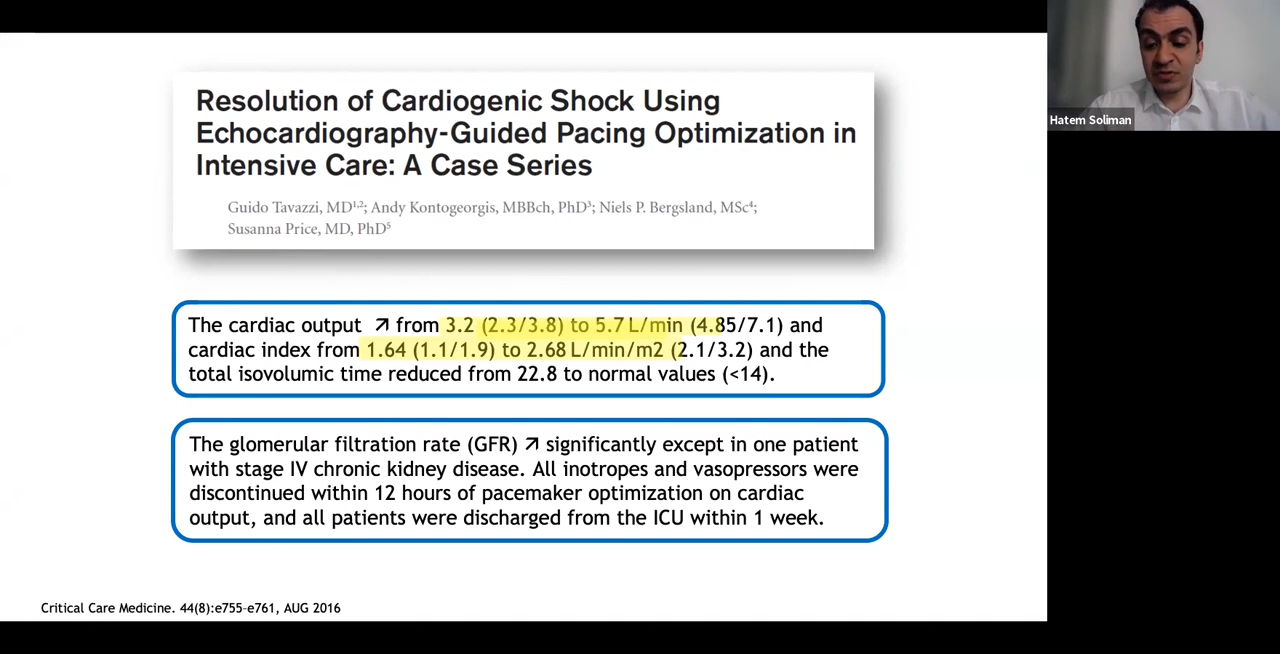 Resolution of Cardiogenic Shock Using
Echocardiography-Guided Pacing Optimization in
Intensive Care: A Case Series
Guido Tavazzi, MD¹,²; Andy Kontogeorgis, MBBch, PhD³; Niels P. Bergsland, MSc⁴;
Susanna Price, MD, PhD⁵
The cardiac output ↗ from 3.2 (2.3/3.8) to 5.7 L/min (4.85/7.1) and
cardiac index from 1.64 (1.1/1.9) to 2.68 L/min/m2 (2.1/3.2) and the
total isovolumic time reduced from 22.8 to normal values (<14).
The glomerular filtration rate (GFR) ↗ significantly except in one patient
with stage IV chronic kidney disease. All inotropes and vasopressors were
discontinued within 12 hours of pacemaker optimization on cardiac
output, and all patients were discharged from the ICU within 1 week.
Critical Care Medicine. 44(8):e755-e761, AUG 2016
Hatem Soliman